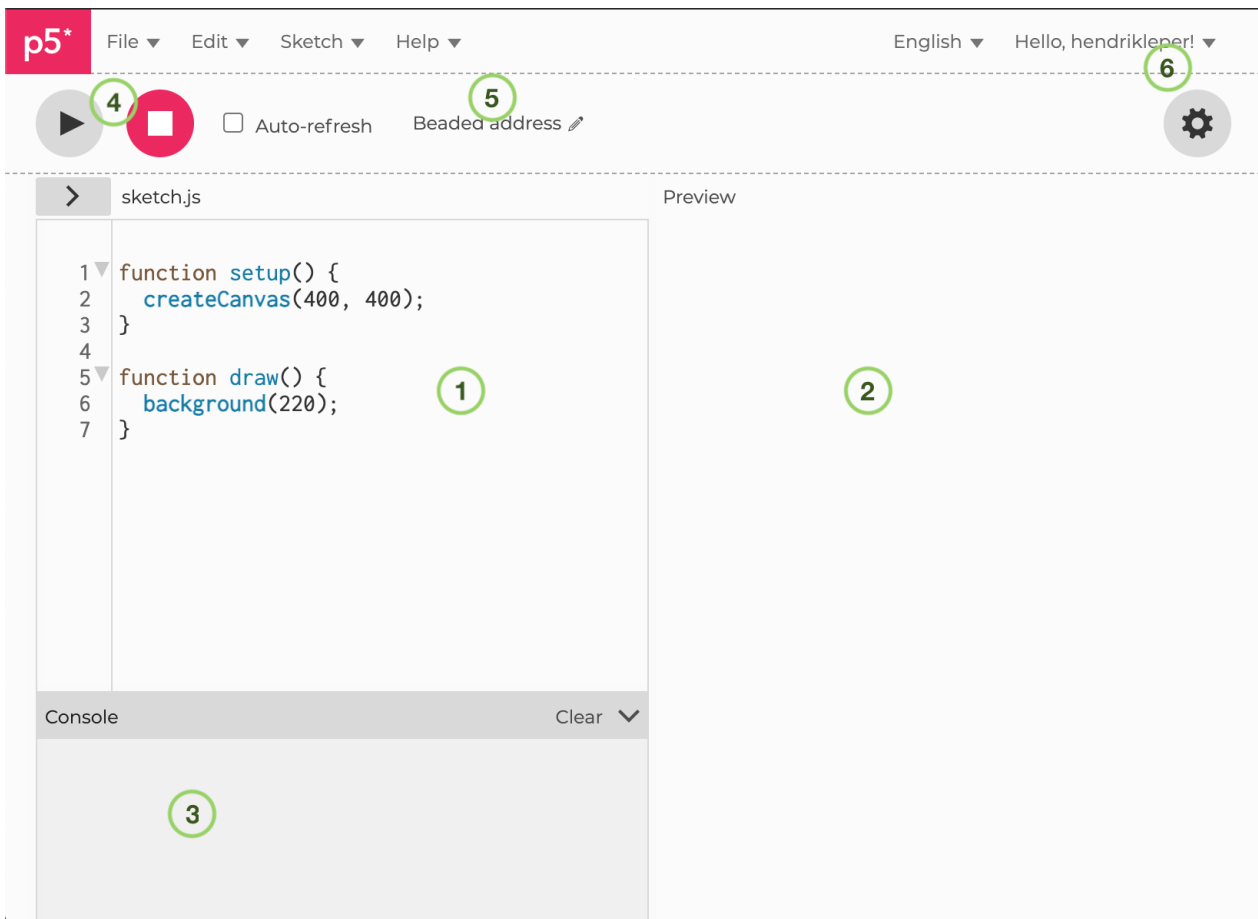 p5* File Edit Sketch Help English Hello, hendrikleper!
6
4 5
Auto-refresh Beaded address
sketch.js Preview
1 function setup() {
2   createCanvas(400, 400);
3 }
4
5 function draw() {
6   background(220);
7 }
1 2
Console Clear
3